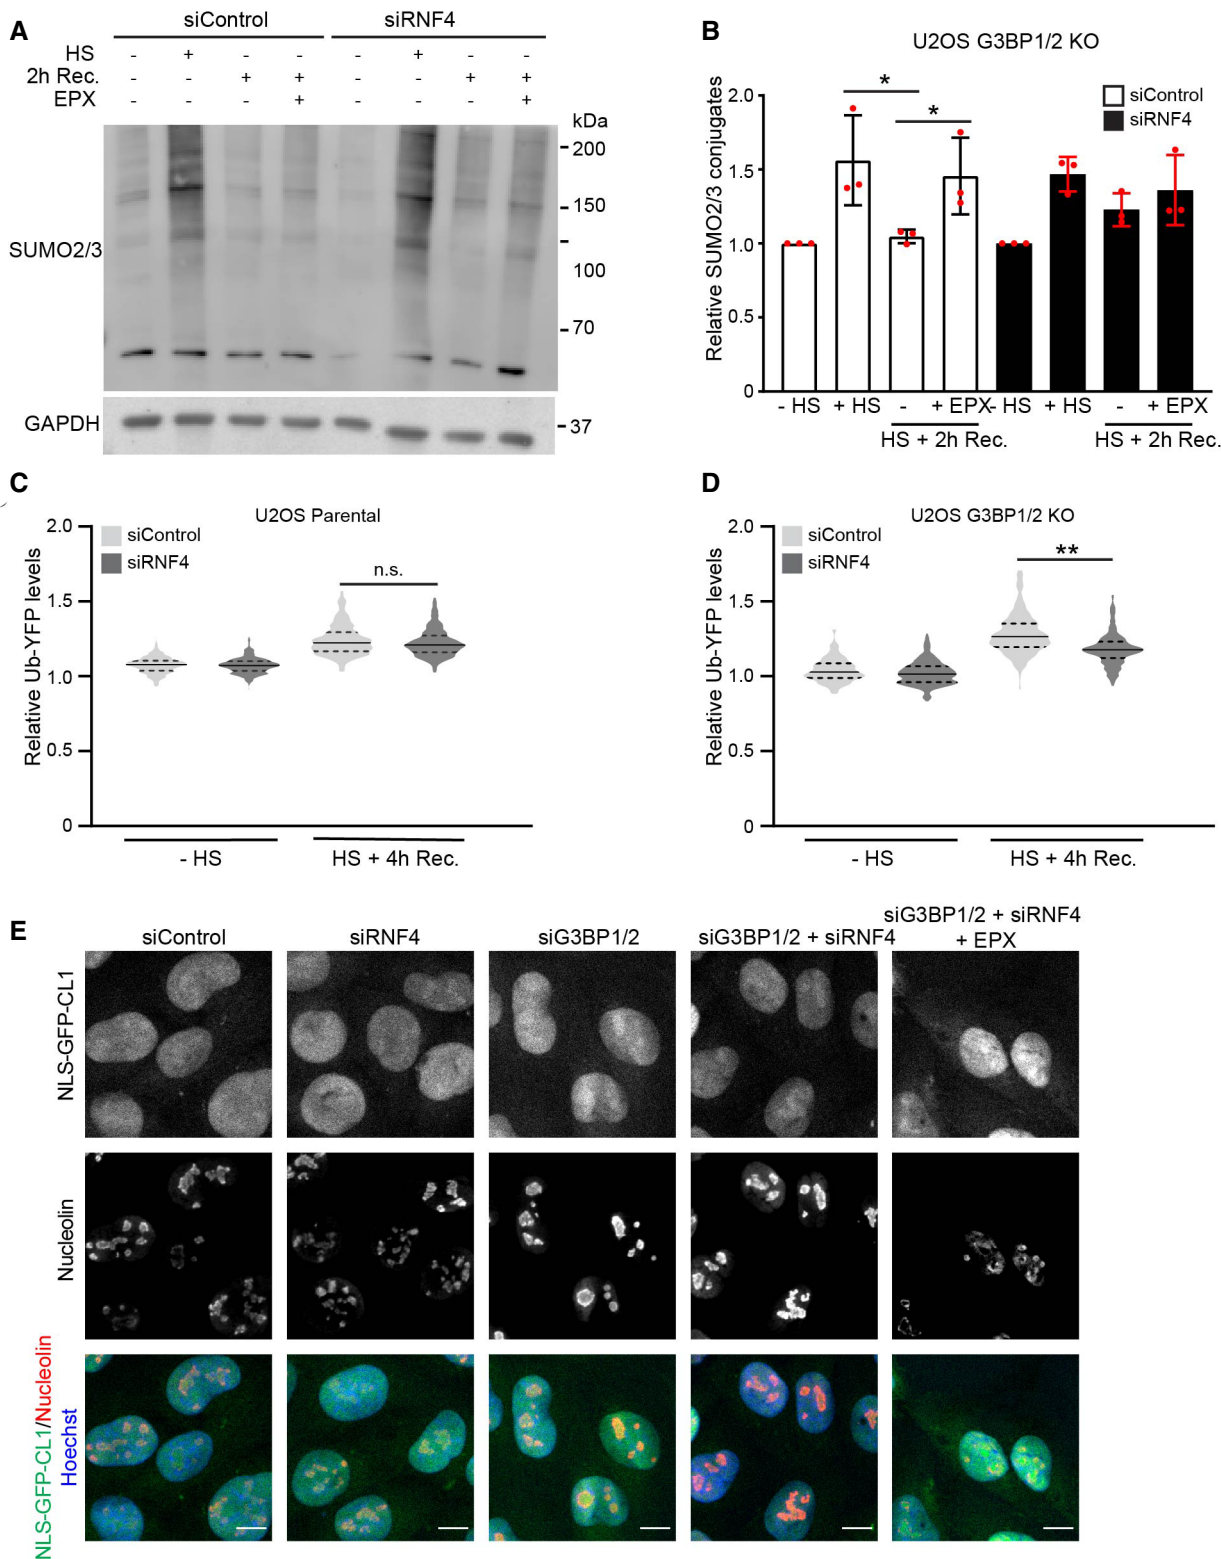 A
siControl
siRNF4
HS - + - - - + - -
2h Rec. - - + + - - + +
EPX - - - + - - - +
kDa
200
150
SUMO2/3
100
70
GAPDH
37
B
U2OS G3BP1/2 KO
siControl
siRNF4
Relative SUMO2/3 conjugates
2.0
1.5
1.0
0.5
0
*
*
- HS + HS - + EPX - HS + HS - + EPX
HS + 2h Rec. HS + 2h Rec.
C
U2OS Parental
siControl
siRNF4
Relative Ub-YFP levels
2.0
1.5
1.0
0.5
0
n.s.
- HS
HS + 4h Rec.
D
U2OS G3BP1/2 KO
siControl
siRNF4
Relative Ub-YFP levels
2.0
1.5
1.0
0.5
0
**
- HS
HS + 4h Rec.
E
siControl
siRNF4
siG3BP1/2
siG3BP1/2 + siRNF4
siG3BP1/2 + siRNF4
+ EPX
NLS-GFP-CL1
Nucleolin
NLS-GFP-CL1/Nucleolin
Hoechst